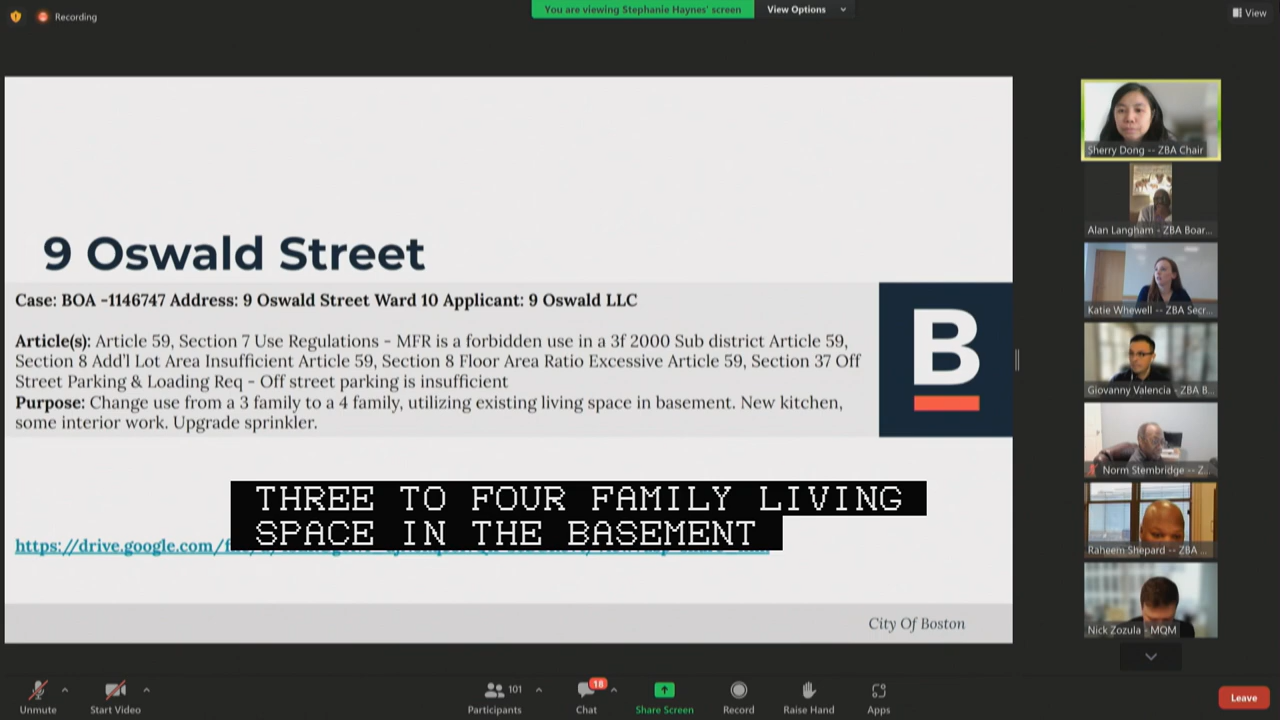 Recording
You are viewing Stephanie Haynes' screen
View Options
View
9 Oswald Street
Case: BOA -1146747 Address: 9 Oswald Street Ward 10 Applicant: 9 Oswald LLC
Article(s): Article 59, Section 7 Use Regulations - MFR is a forbidden use in a 3f 2000 Sub district Article 59,
Section 8 Add'l Lot Area Insufficient Article 59, Section 8 Floor Area Ratio Excessive Article 59, Section 37 Off
Street Parking & Loading Req - Off street parking is insufficient
Purpose: Change use from a 3 family to a 4 family, utilizing existing living space in basement. New kitchen,
some interior work. Upgrade sprinkler.
B
THREE TO FOUR FAMILY LIVING
SPACE IN THE BASEMENT
https://drive.google.com/f
City Of Boston
Sherry Dong -- ZBA Chair
Alan Langham - ZBA Boar...
Katie Whewell -- ZBA Secr...
Giovanny Valencia - ZBA B...
Norm Stembridge -- Z...
Raheem Shepard -- ZBA ...
Nick Zozula - MQM
Unmute
Start Video
Participants
101
Chat
18
Share Screen
Record
Raise Hand
Apps
Leave